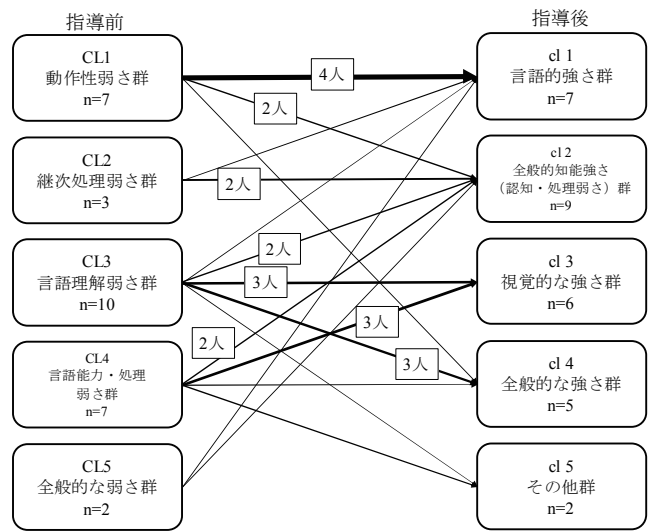 指導前
指導後
CL1
動作性弱さ群
n=7
CL2
継次処理弱さ群
n=3
CL3
言語理解弱さ群
n=10
CL4
言語能力・処理
弱さ群
n=7
CL5
全般的な弱さ群
n=2
4人
2人
2人
2人
3人
3人
2人
3人
cl 1
言語的強さ群
n=7
cl 2
全般的知能強さ
（認知・処理弱さ）群
n=9
cl 3
視覚的な強さ群
n=6
cl 4
全般的な強さ群
n=5
cl 5
その他群
n=2